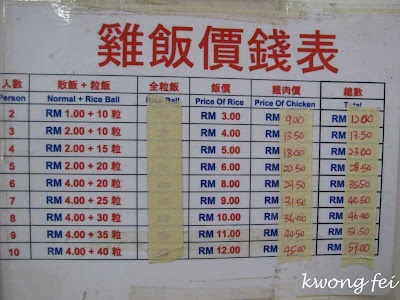 雞飯價錢表
人數 散飯 + 粒飯 全粒飯 飯價 雞肉價 總數
Person Normal + Rice Ball Rice Ball Price Of Rice Price Of Chicken Total
2 RM 1.00 + 10 粒 RM 3.00 RM 9.00 RM 12.00
3 RM 2.00 + 10 粒 RM 4.00 RM 13.50 RM 17.50
4 RM 2.00 + 15 粒 RM 5.00 RM 18.00 RM 23.00
5 RM 2.00 + 20 粒 RM 6.00 RM 22.50 RM 28.50
6 RM 4.00 + 20 粒 RM 8.00 RM 27.50 RM 35.50
7 RM 4.00 + 25 粒 RM 9.00 RM 31.50 RM 40.50
8 RM 4.00 + 30 粒 RM 10.00 RM 36.00 RM 46.00
9 RM 4.00 + 35 粒 RM 11.00 RM 40.50 RM 51.50
10 RM 4.00 + 40 粒 RM 12.00 RM 45.00 RM 57.00
kwong fei